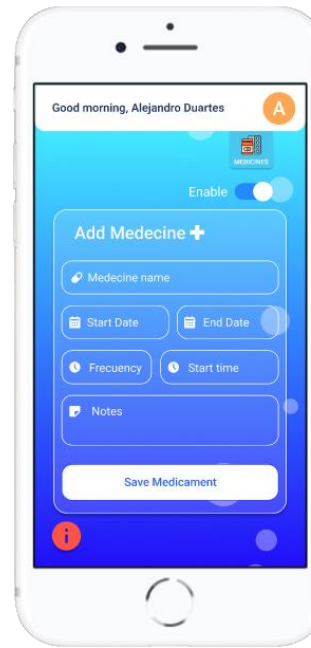 Good morning, Alejandro Duartes
A
MEDICINES
Enable
Add Medecine +
Medecine name
Start Date
End Date
Frecuency
Start time
Notes
Save Medicament
i